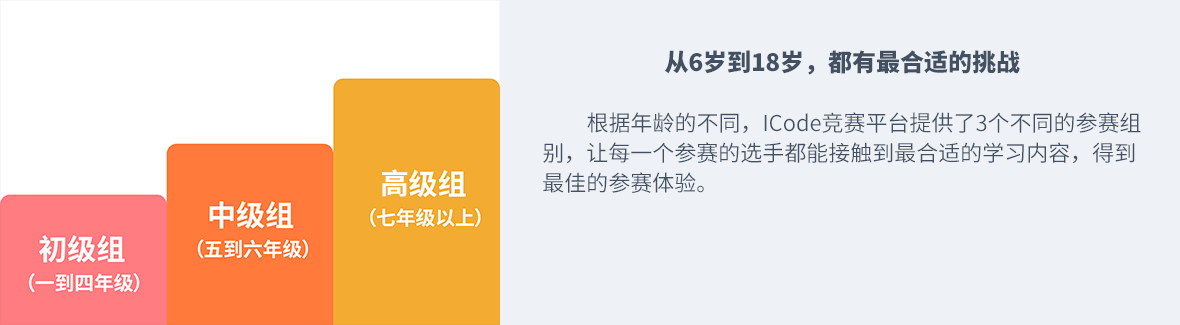 初级组
（一到四年级）
中级组
（五到六年级）
高级组
（七年级以上）
从6岁到18岁，都有最合适的挑战
根据年龄的不同，ICode竞赛平台提供了3个不同的参赛组
别，让每一个参赛的选手都能接触到最合适的学习内容，得到
最佳的参赛体验。